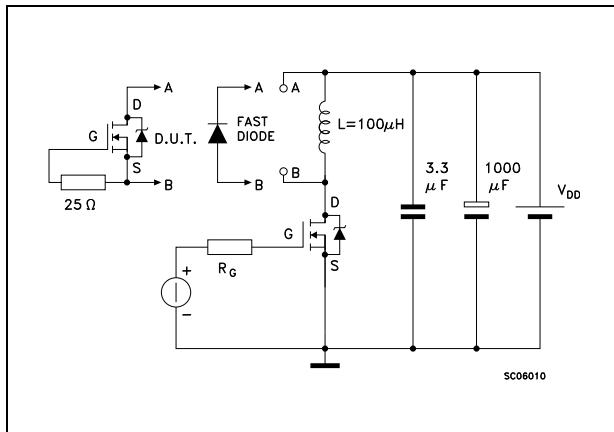 A
A
A
D
FAST
DIODE
L=100μH
G
D.U.T.
3.3
μF
1000
μF
S
B
B
B
V_DD
25 Ω
D
G
S
R_G
+
−
SC06010